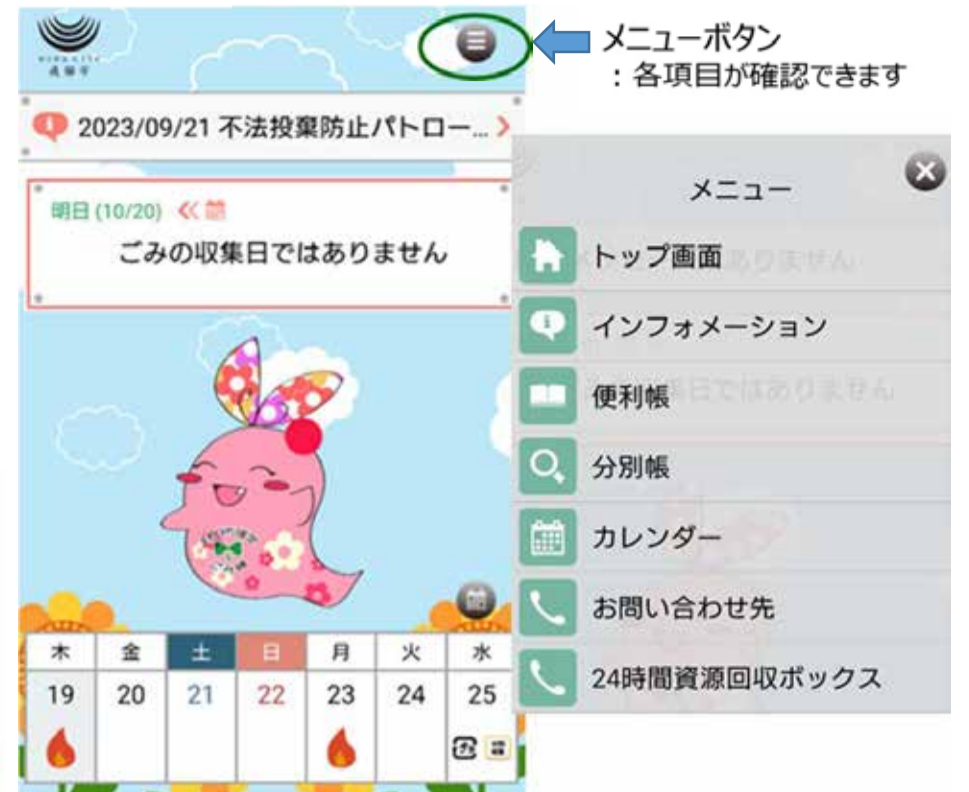 メニューボタン
：各項目が確認できます
2023/09/21 不法投棄防止パトロー...
明日 (10/20)
ごみの収集日ではありません
木 金 土 日 月 火 水
19 20 21 22 23 24 25
プラ
メニュー
トップ画面
インフォメーション
便利帳
分別帳
カレンダー
お問い合わせ先
24時間資源回収ボックス